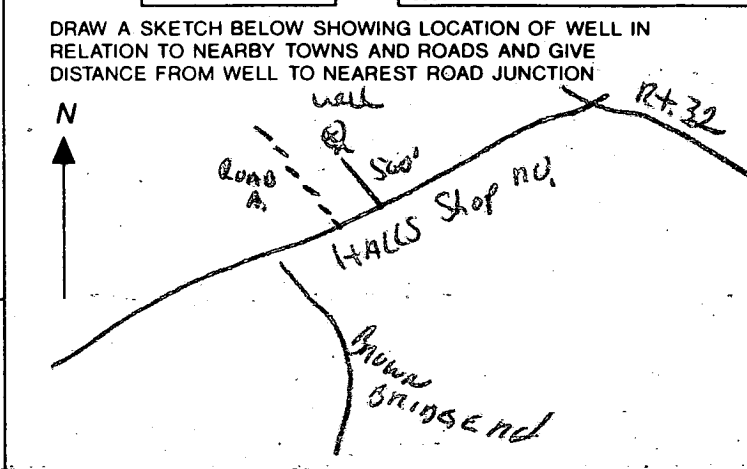 DRAW A SKETCH BELOW SHOWING LOCATION OF WELL IN
RELATION TO NEARBY TOWNS AND ROADS AND GIVE
DISTANCE FROM WELL TO NEAREST ROAD JUNCTION
N
well
Rt. 32
500'
ROAD
A.
HALLS Shop Rd.
BROWN
BRIDGE Rd